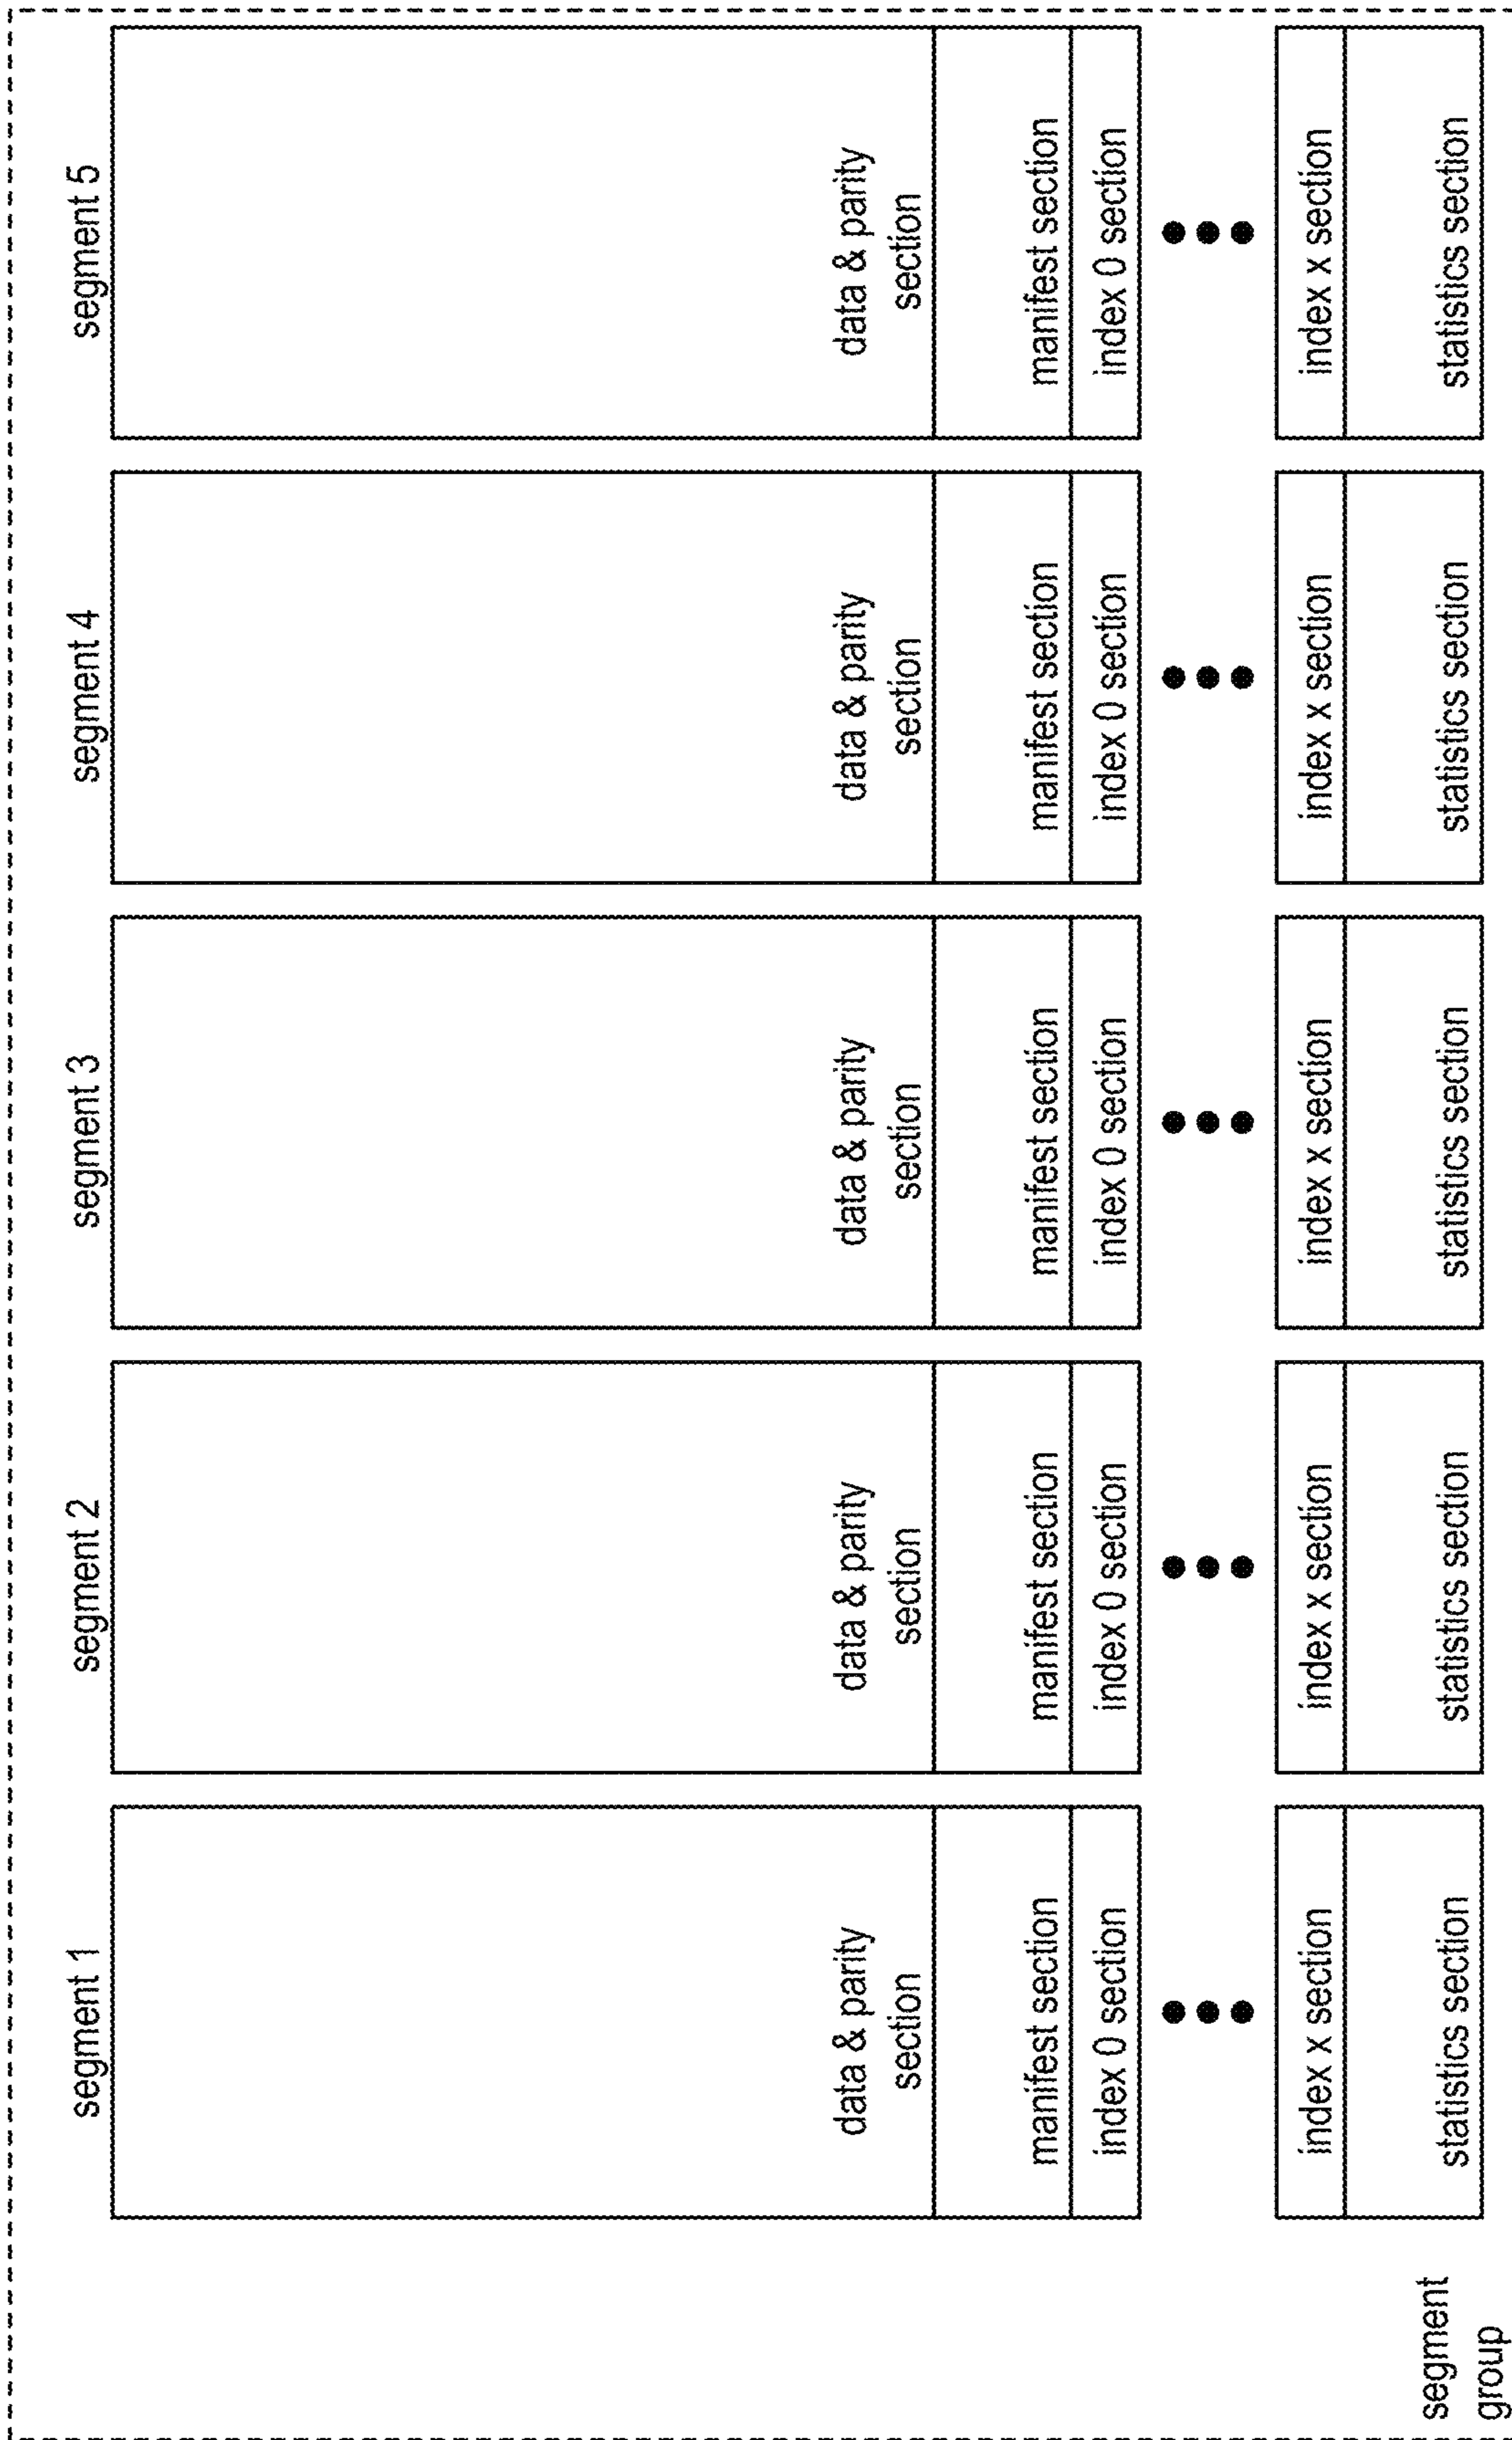 segment 1
data & parity
section
manifest section
index 0 section
index x section
statistics section
segment 2
data & parity
section
manifest section
index 0 section
index x section
statistics section
segment 3
data & parity
section
manifest section
index 0 section
index x section
statistics section
segment 4
data & parity
section
manifest section
index 0 section
index x section
statistics section
segment 5
data & parity
section
manifest section
index 0 section
index x section
statistics section
segment
group